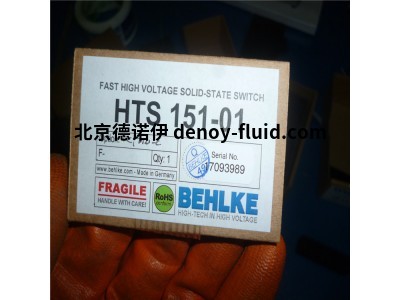 FAST HIGH VOLTAGE SOLID-STATE SWITCH
HTS 151-01
北京德诺伊 denoy-fluid.com
F-
Qty: 1
Serial No.
7093989
www.behlke.com
Made in Germany
FRAGILE
HANDLE WITH CARE!
RoHS
BEHLKE
HIGH-TECH IN HIGH VOLTAGE